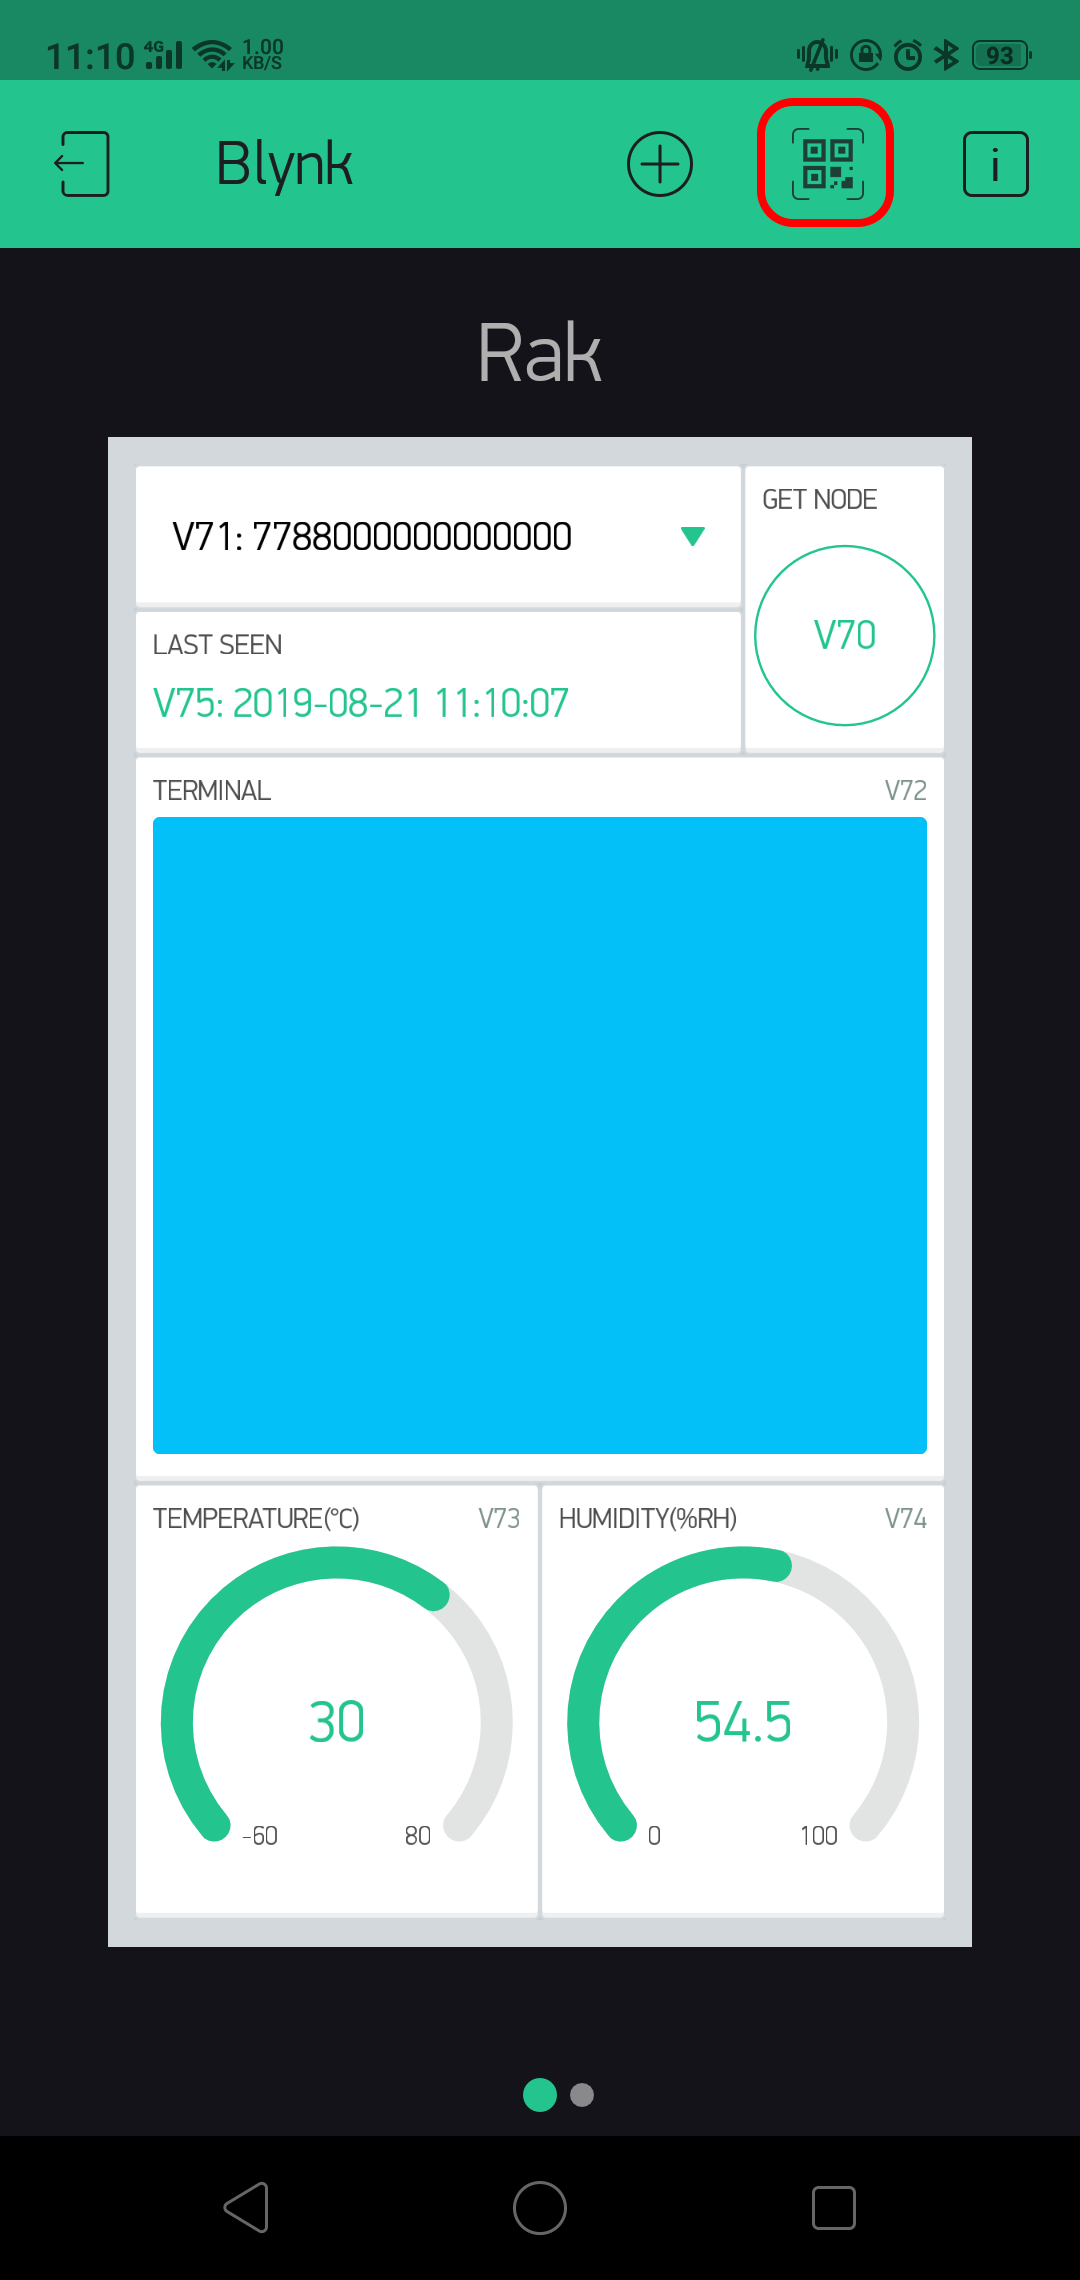 11:10 4G 1.00 KB/S 93
Blynk i
Rak
V71: 7788000000000000
GET NODE
V70
LAST SEEN
V75: 2019-08-21 11:10:07
TERMINAL V72
TEMPERATURE(°C) V73 HUMIDITY(%RH) V74
30 54.5
-60 80 0 100